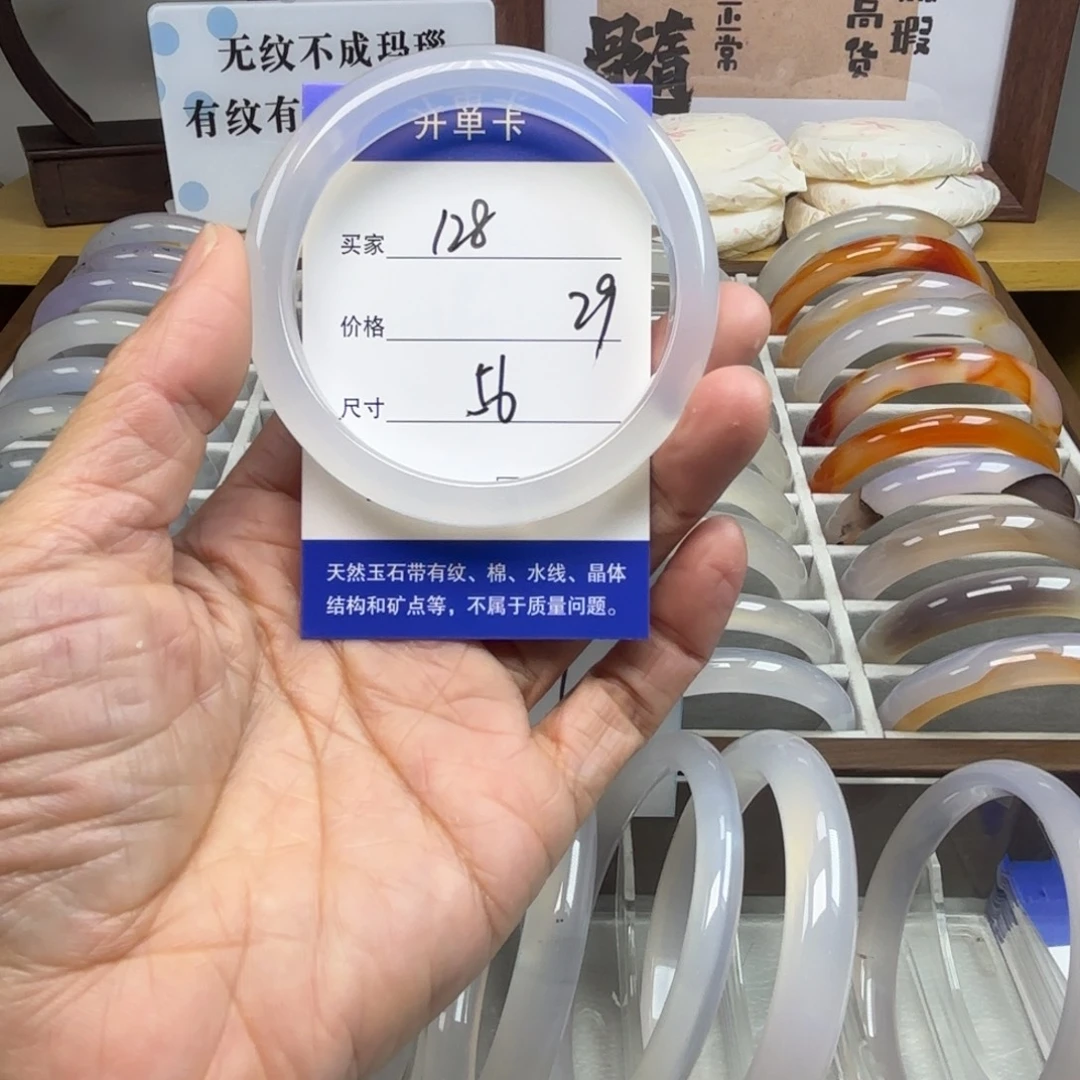 无纹不成玛瑙
有纹有
正常
高货
瑕
髓
开单卡
买家 128
价格 29
尺寸 56
天然玉石带有纹、棉、水线、晶体
结构和矿点等，不属于质量问题。